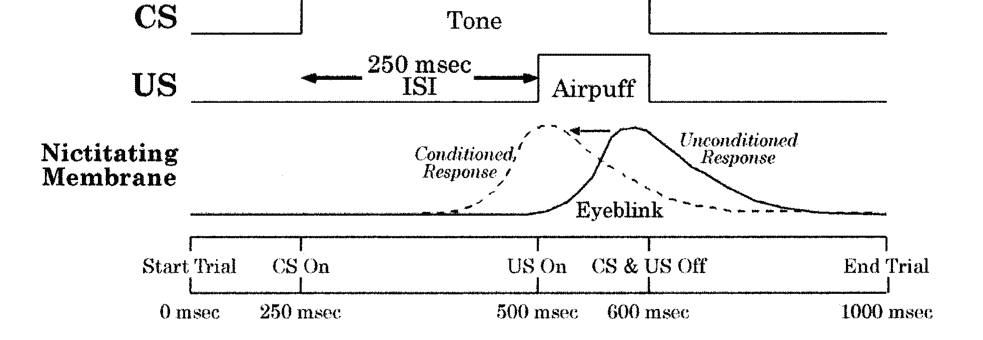 CS
Tone
US
250 msec
ISI
Airpuff
Nictitating
Membrane
Conditioned,
Response
Unconditioned
Response
Eyeblink
Start Trial CS On US On CS & US Off End Trial
0 msec 250 msec 500 msec 600 msec 1000 msec